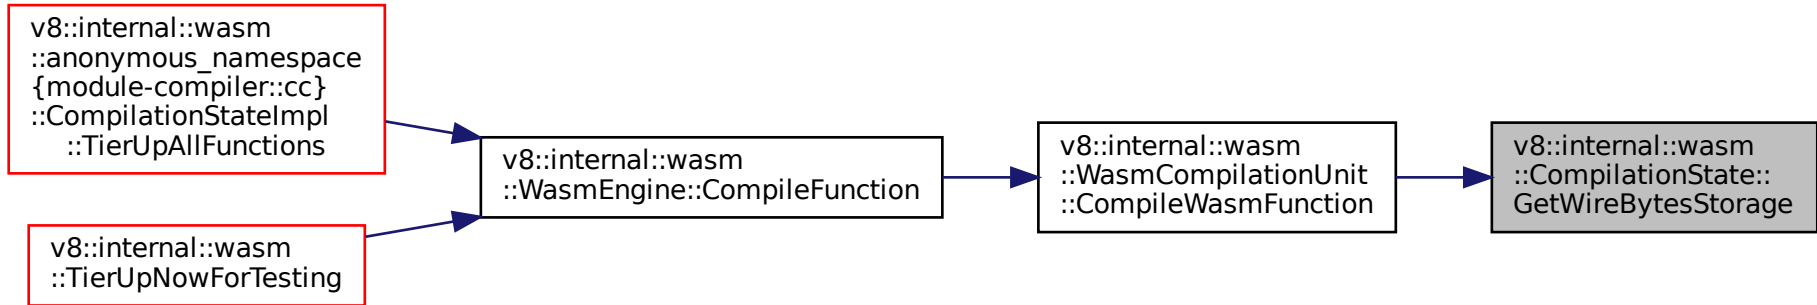 v8::internal::wasm
::anonymous_namespace
{module-compiler::cc}
::CompilationStateImpl
::TierUpAllFunctions
v8::internal::wasm
::TierUpNowForTesting
v8::internal::wasm
::WasmEngine::CompileFunction
v8::internal::wasm
::WasmCompilationUnit
::CompileWasmFunction
v8::internal::wasm
::CompilationState::
GetWireBytesStorage